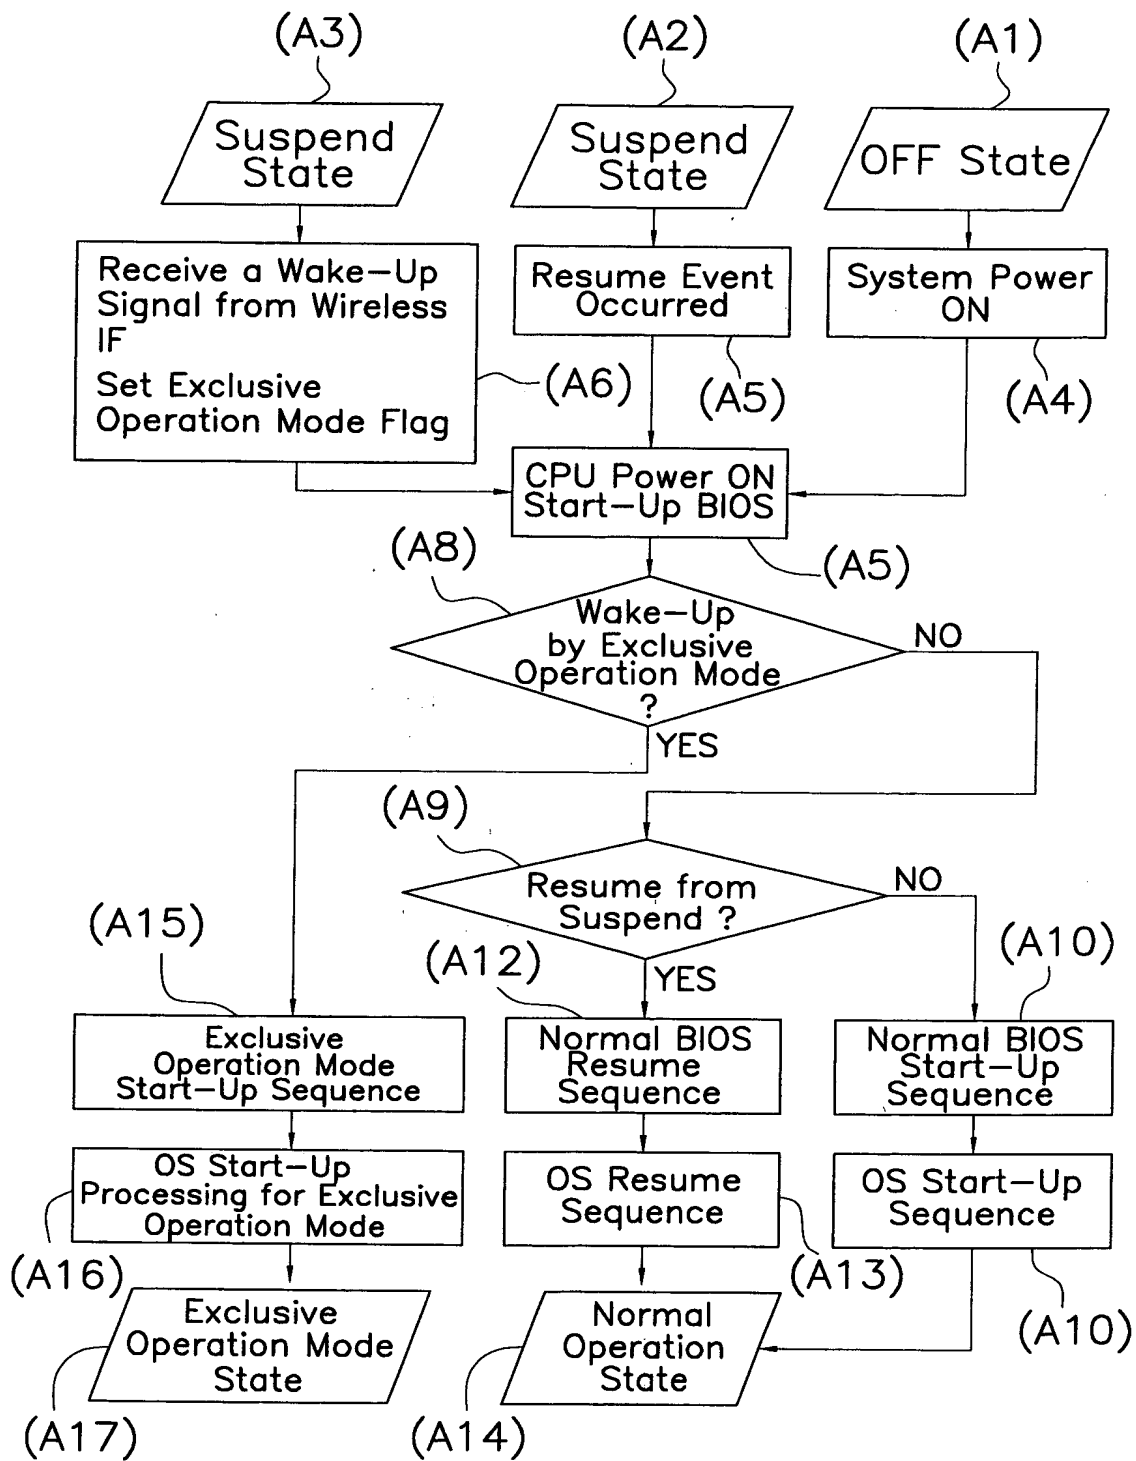 (A3)
(A2)
(A1)
Suspend
State
Suspend
State
OFF State
Receive a Wake-Up
Signal from Wireless
IF
Set Exclusive
Operation Mode Flag
Resume Event
Occurred
System Power
ON
(A6)
(A5)
(A4)
CPU Power ON
Start-Up BIOS
(A8)
(A5)
Wake-Up
by Exclusive
Operation Mode
?
NO
YES
(A9)
Resume from
Suspend ?
NO
YES
(A15)
(A12)
(A10)
Exclusive
Operation Mode
Start-Up Sequence
Normal BIOS
Resume
Sequence
Normal BIOS
Start-Up
Sequence
OS Start-Up
Processing for Exclusive
Operation Mode
OS Resume
Sequence
OS Start-Up
Sequence
(A16)
(A13)
(A10)
Exclusive
Operation Mode
State
Normal
Operation
State
(A17)
(A14)